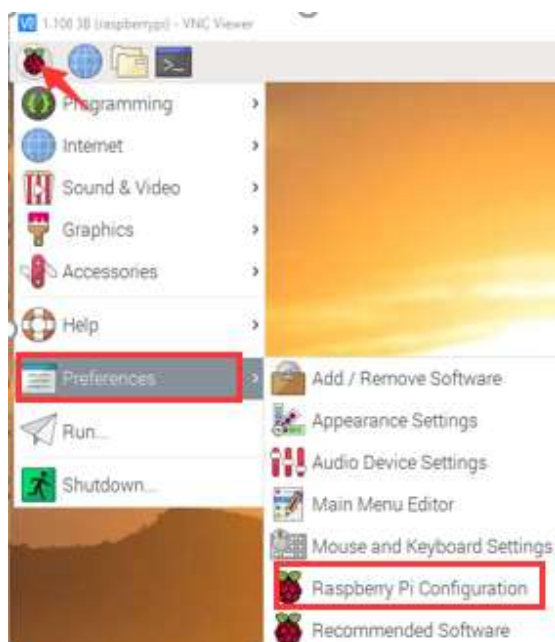 1.100 3B (raspberrypi) - VNC Viewer
Programming
Internet
Sound & Video
Graphics
Accessories
Help
Preferences
Run...
Shutdown...
Add / Remove Software
Appearance Settings
Audio Device Settings
Main Menu Editor
Mouse and Keyboard Settings
Raspberry Pi Configuration
Recommended Software